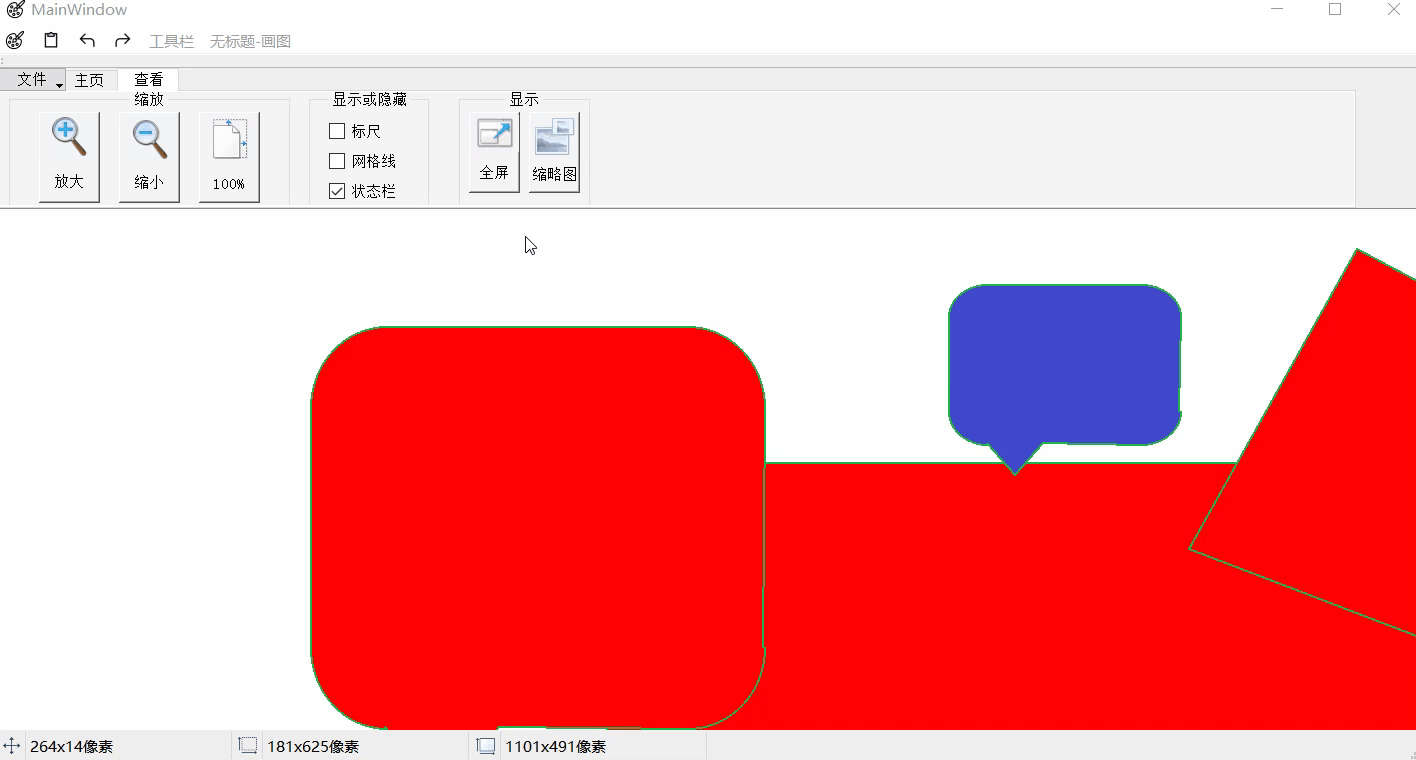 MainWindow
工具栏 无标题-画图
文件 主页 查看
缩放 显示或隐藏 显示
放大 缩小 100%
标尺
网格线
状态栏
全屏 缩略图
264x14像素 181x625像素 1101x491像素